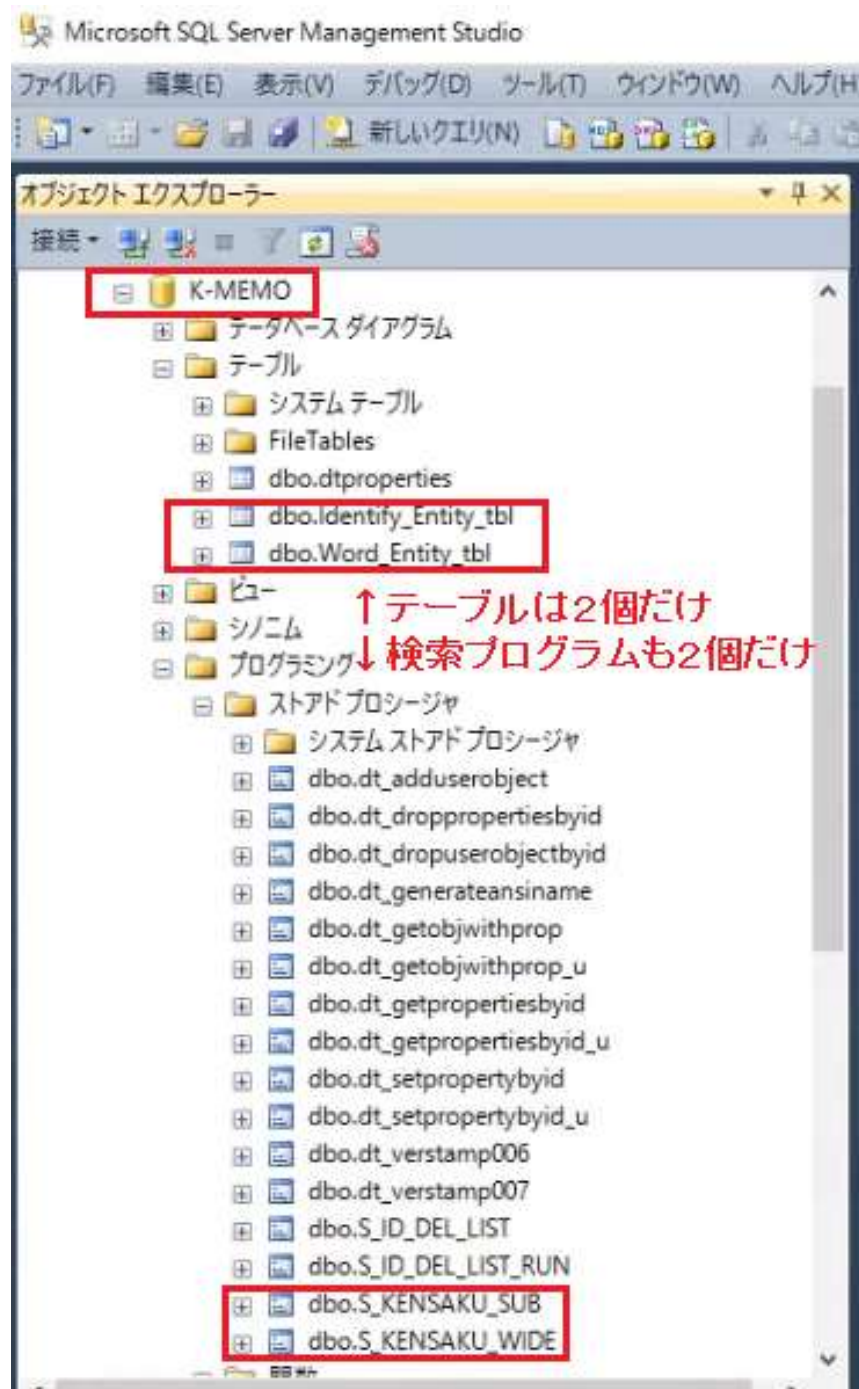 Microsoft SQL Server Management Studio
ファイル(F) 編集(E) 表示(V) デバッグ(D) ツール(T) ウィンドウ(W) ヘルプ(H
新しいクエリ(N)
オブジェクト エクスプローラー
接続
K-MEMO
データベース ダイアグラム
テーブル
システム テーブル
FileTables
dbo.dtproperties
dbo.Identify_Entity_tbl
dbo.Word_Entity_tbl
ビュー
↑テーブルは2個だけ
シノニム
↓検索プログラムも2個だけ
プログラミング
ストアド プロシージャ
システム ストアド プロシージャ
dbo.dt_adduserobject
dbo.dt_droppropertiesbyid
dbo.dt_dropuserobjectbyid
dbo.dt_generateansiname
dbo.dt_getobjwithprop
dbo.dt_getobjwithprop_u
dbo.dt_getpropertiesbyid
dbo.dt_getpropertiesbyid_u
dbo.dt_setpropertybyid
dbo.dt_setpropertybyid_u
dbo.dt_verstamp006
dbo.dt_verstamp007
dbo.S_ID_DEL_LIST
dbo.S_ID_DEL_LIST_RUN
dbo.S_KENSAKU_SUB
dbo.S_KENSAKU_WIDE